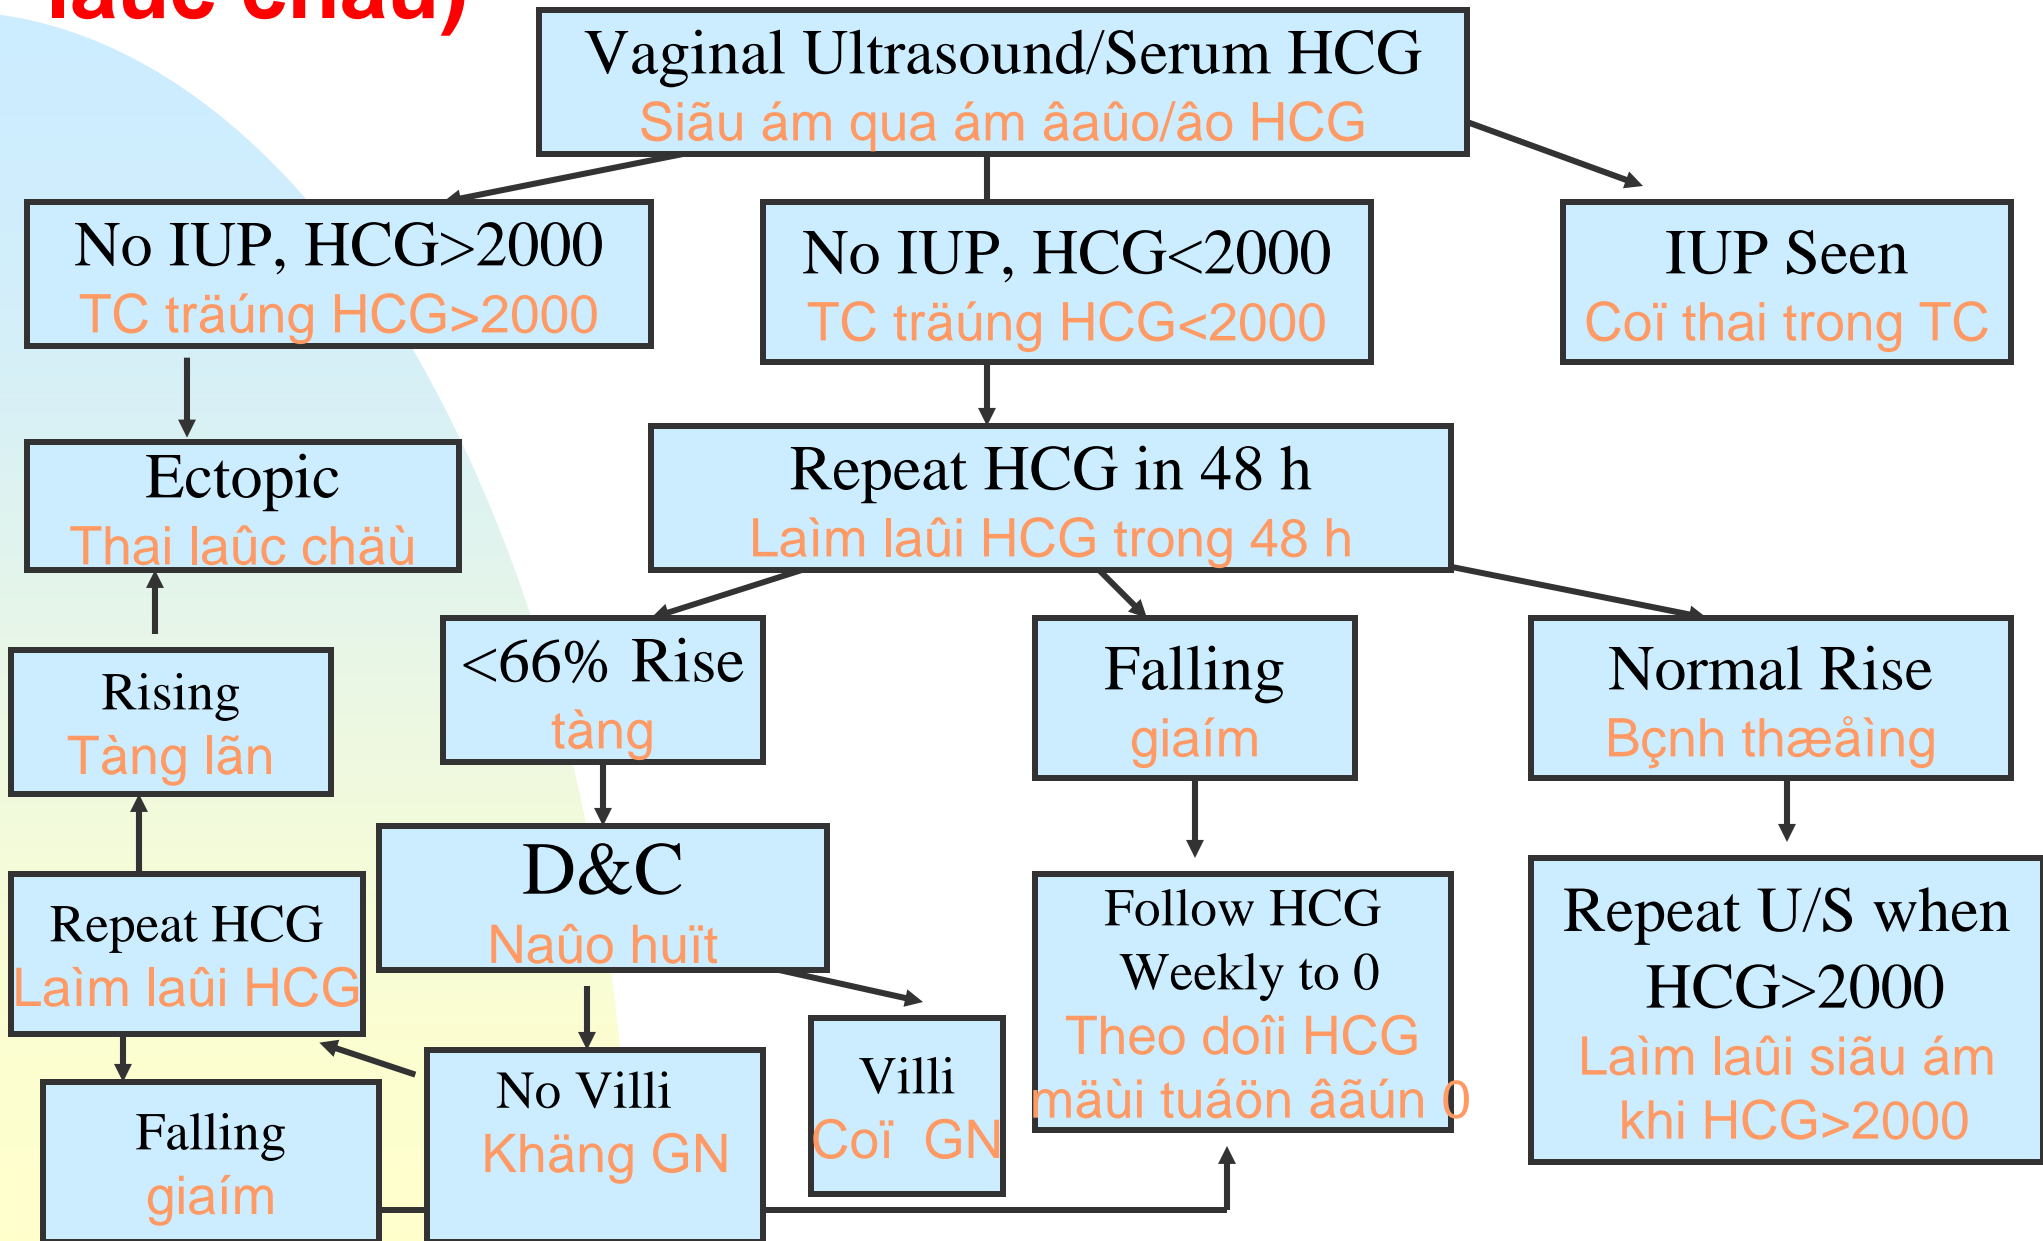 laûc chäù)
Vaginal Ultrasound/Serum HCG
Siãu ám qua ám âaûo/âo HCG
No IUP, HCG>2000
TC träúng HCG>2000
No IUP, HCG<2000
TC träúng HCG<2000
IUP Seen
Coï thai trong TC
Ectopic
Thai laûc chäù
Repeat HCG in 48 h
Laìm laûi HCG trong 48 h
Rising
Tàng lãn
<66% Rise
tàng
Falling
giaím
Normal Rise
Bçnh thæåìng
Repeat HCG
Laìm laûi HCG
D&C
Naûo huït
Follow HCG
Weekly to 0
Theo doîi HCG
mäùi tuáön âãún 0
Repeat U/S when
HCG>2000
Laìm laûi siãu ám
khi HCG>2000
Falling
giaím
No Villi
Khäng GN
Villi
Coï GN